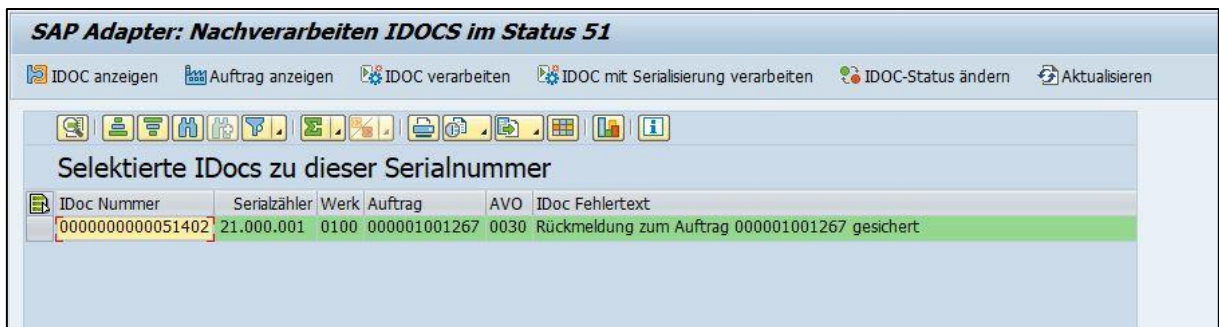 SAP Adapter: Nachverarbeiten IDOCS im Status 51
IDOC anzeigen Auftrag anzeigen IDOC verarbeiten IDOC mit Serialisierung verarbeiten IDOC-Status ändern Aktualisieren
Selektierte IDocs zu dieser Serialnummer
IDoc Nummer Serialzähler Werk Auftrag AVO IDoc Fehlertext
0000000000051402 21.000.001 0100 000001001267 0030 Rückmeldung zum Auftrag 000001001267 gesichert